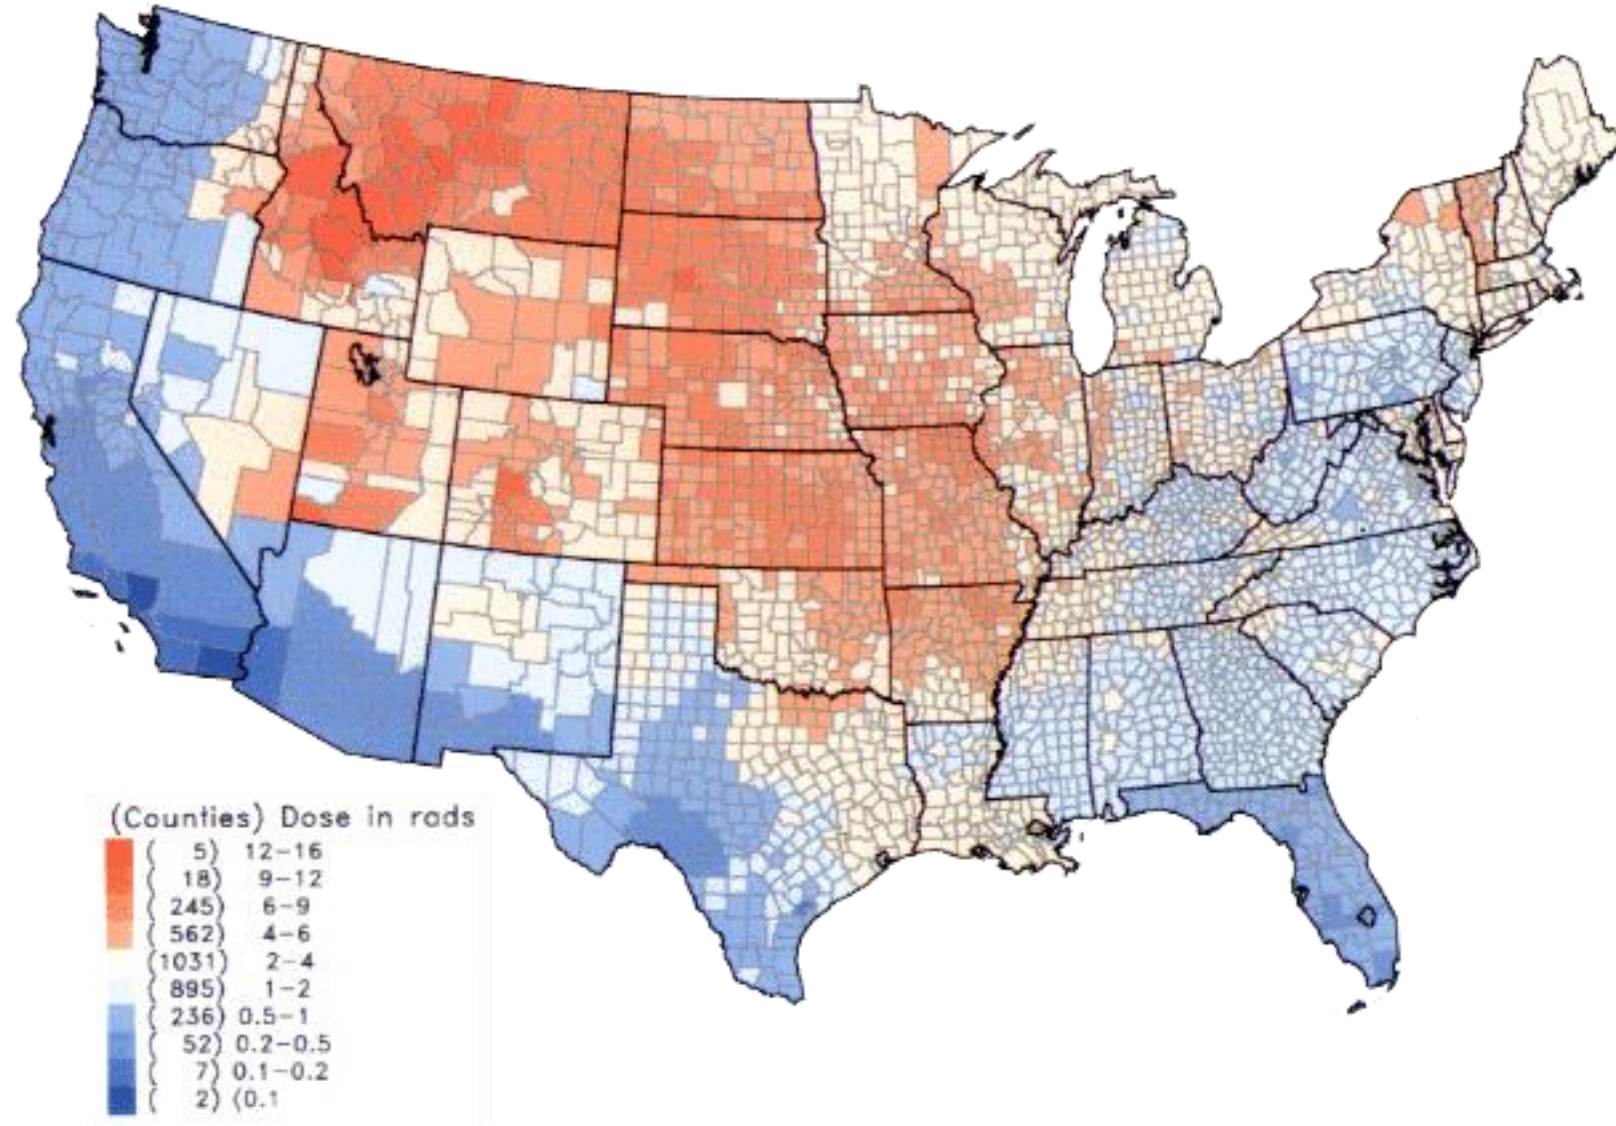 (Counties) Dose in rads
( 5) 12-16
( 18) 9-12
( 245) 6-9
( 562) 4-6
(1031) 2-4
( 895) 1-2
( 236) 0.5-1
( 52) 0.2-0.5
( 7) 0.1-0.2
( 2) <0.1